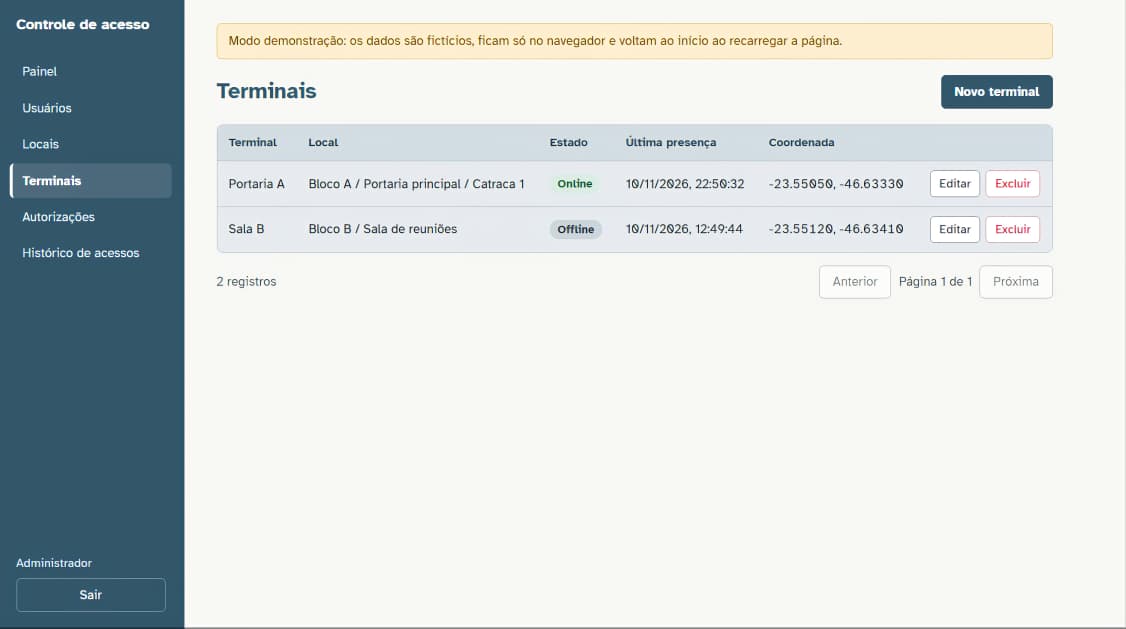 Controle de acesso
Painel
Usuários
Locais
Terminais
Autorizações
Histórico de acessos
Administrador
Sair
Modo demonstração: os dados são fictícios, ficam só no navegador e voltam ao início ao recarregar a página.
Terminais
Novo terminal
Terminal Local Estado Última presença Coordenada
Portaria A Bloco A / Portaria principal / Catraca 1 Online 10/11/2026, 22:50:32 -23.55050, -46.63330 Editar Excluir
Sala B Bloco B / Sala de reuniões Offline 10/11/2026, 12:49:44 -23.55120, -46.63410 Editar Excluir
2 registros Anterior Página 1 de 1 Próxima